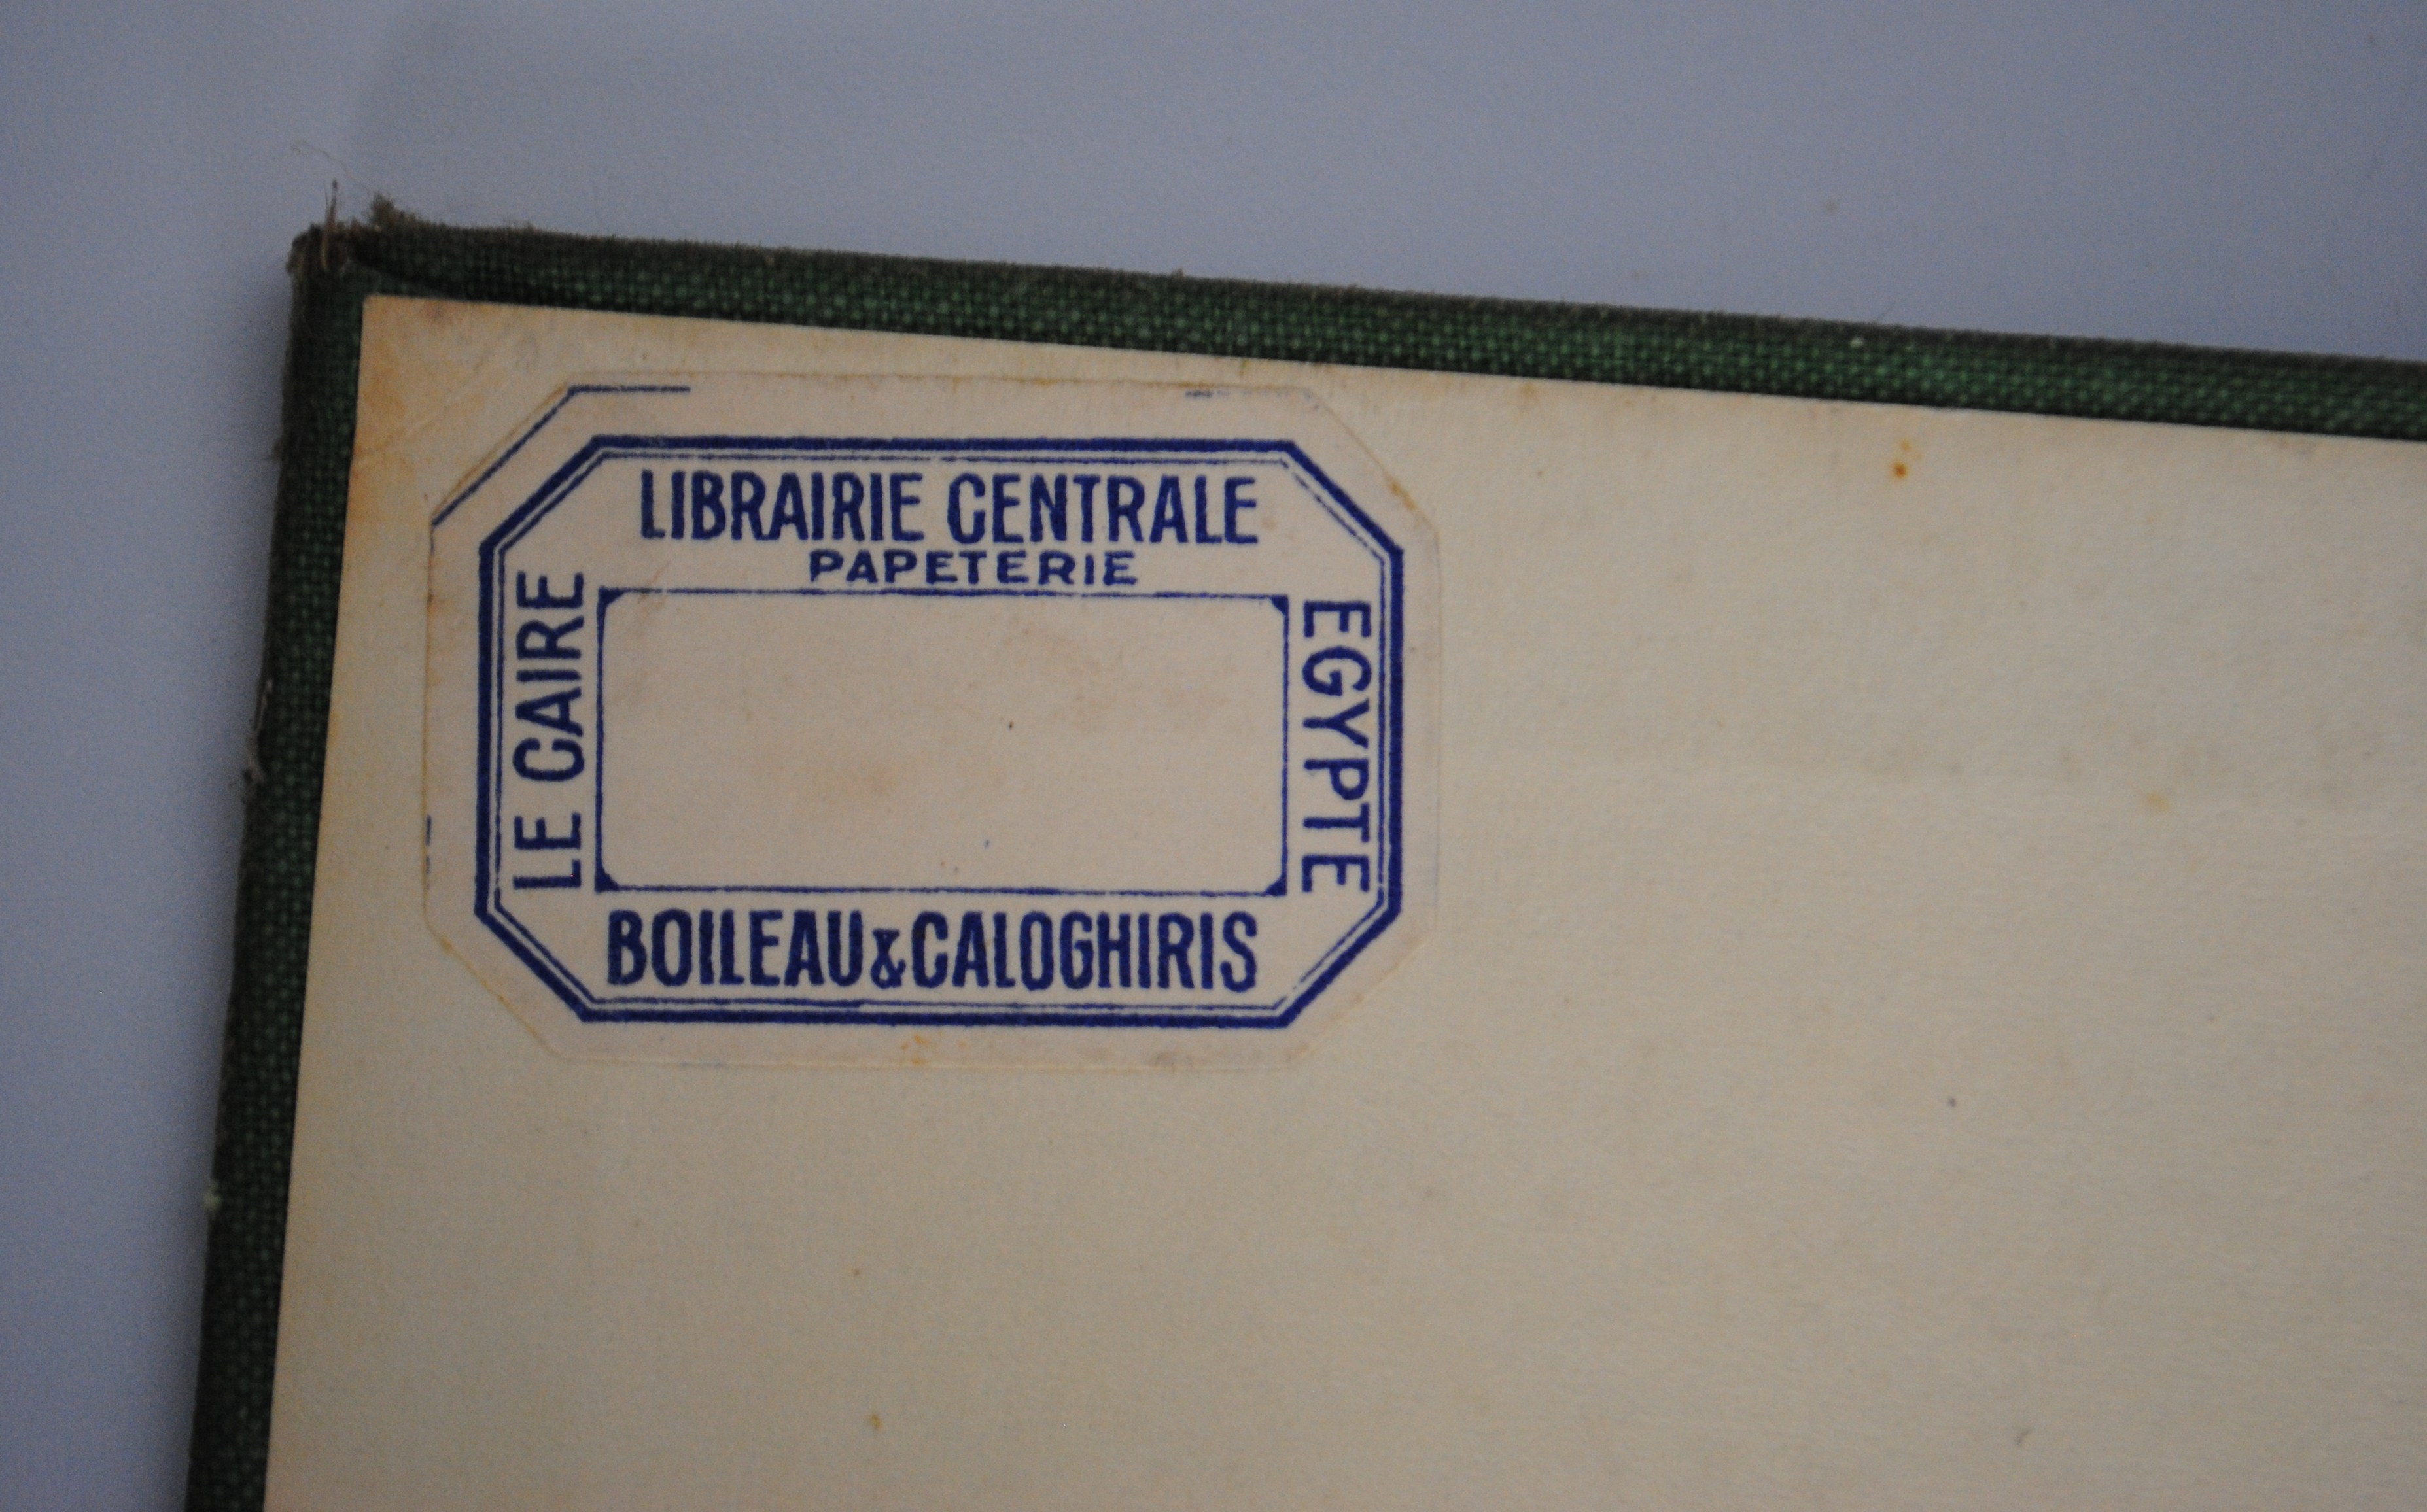 LIBRAIRIE CENTRALE
PAPETERIE
LE CAIRE
EGYPTE
BOILEAU & CALOGHIRIS